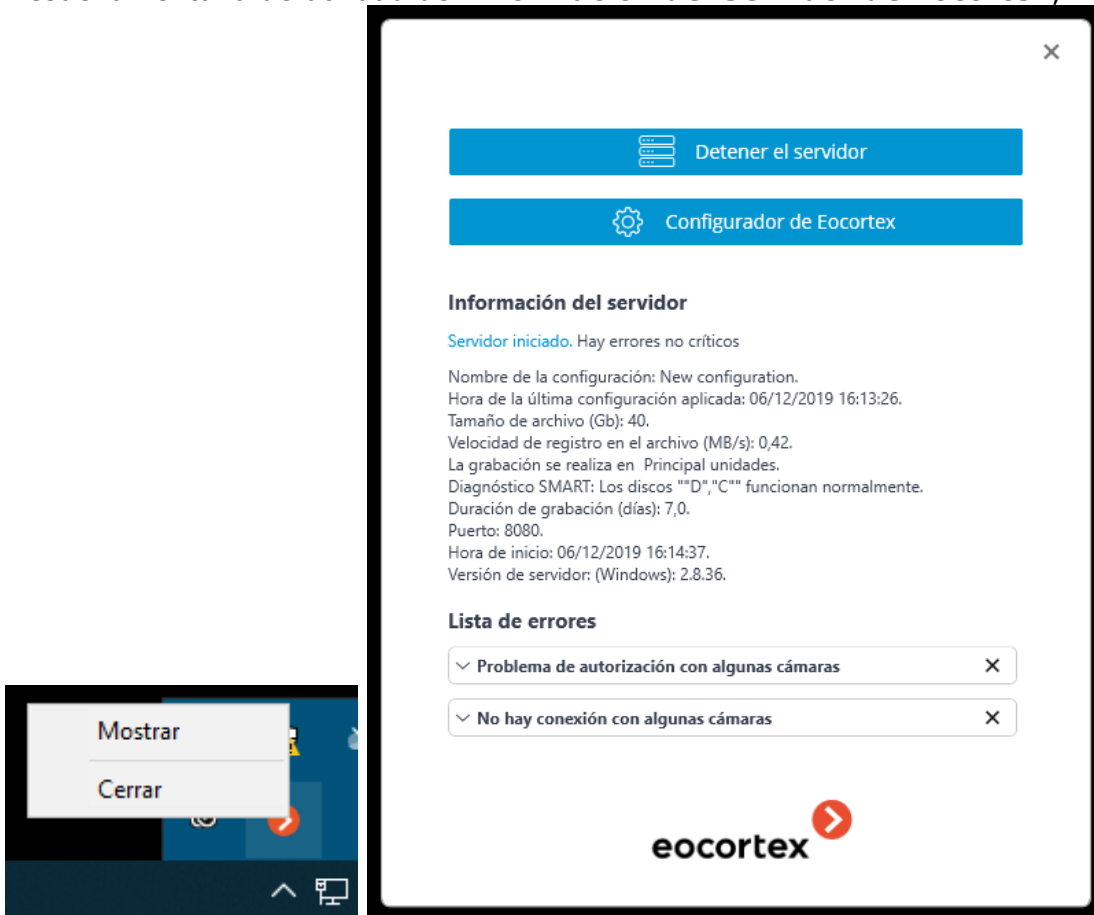 Detener el servidor
Configurador de Eocortex
Información del servidor
Servidor iniciado. Hay errores no críticos
Nombre de la configuración: New configuration.
Hora de la última configuración aplicada: 06/12/2019 16:13:26.
Tamaño de archivo (Gb): 40.
Velocidad de registro en el archivo (MB/s): 0,42.
La grabación se realiza en  Principal unidades.
Diagnóstico SMART: Los discos ""D","C"" funcionan normalmente.
Duración de grabación (días): 7,0.
Puerto: 8080.
Hora de inicio: 06/12/2019 16:14:37.
Versión de servidor: (Windows): 2.8.36.
Lista de errores
Problema de autorización con algunas cámaras
No hay conexión con algunas cámaras
eocortex
Mostrar
Cerrar